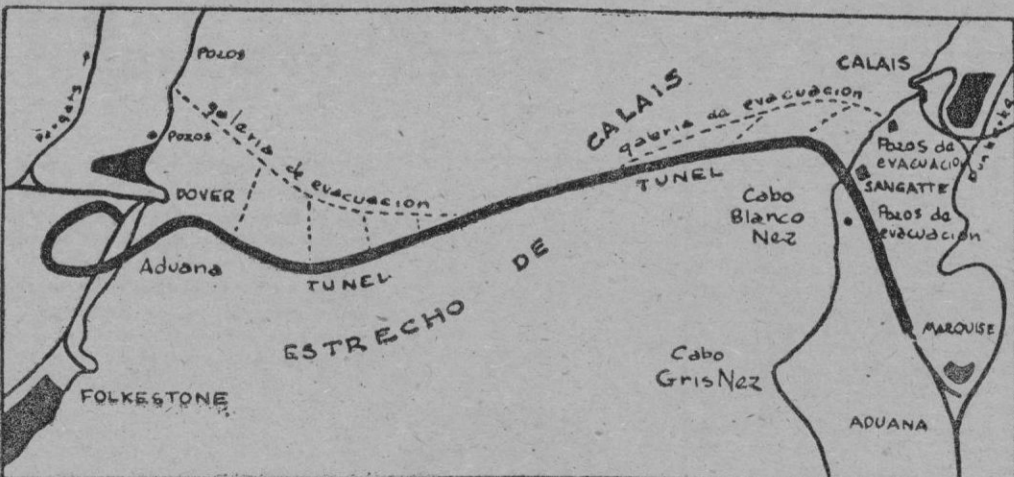 Pozos
Pozos
DOVER
Aduana
FOLKESTONE
galeria de evacuacion
TUNEL
ESTRECHO DE
CALAIS
galeria de evacuacion
TUNEL
CALAIS
Pozos de
evacuacio
SANGATTE
Pozos de
evacuación
Cabo
Blanco
Nez
Cabo
Gris Nez
MARQUISE
ADUANA